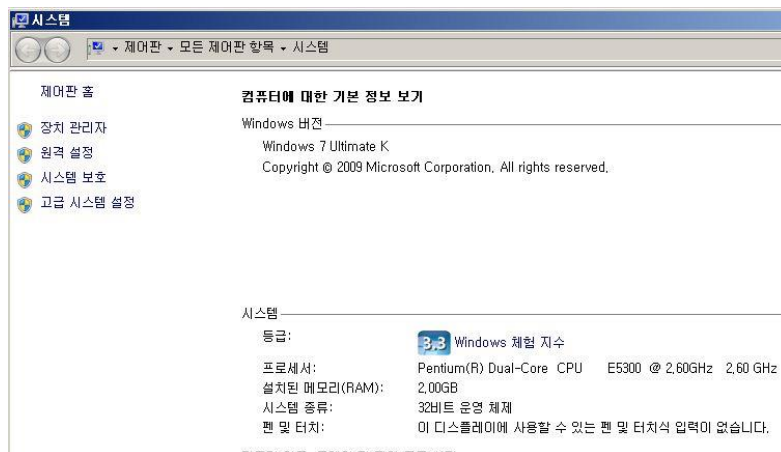 시스템
제어판 모든 제어판 항목 시스템
제어판 홈
장치 관리자
원격 설정
시스템 보호
고급 시스템 설정
컴퓨터에 대한 기본 정보 보기
Windows 버전
Windows 7 Ultimate K
Copyright © 2009 Microsoft Corporation. All rights reserved.
시스템
등급: 3.3 Windows 체험 지수
프로세서: Pentium(R) Dual-Core CPU E5300 @ 2.60GHz 2.60 GHz
설치된 메모리(RAM): 2.00GB
시스템 종류: 32비트 운영 체제
펜 및 터치: 이 디스플레이에 사용할 수 있는 펜 및 터치식 입력이 없습니다.